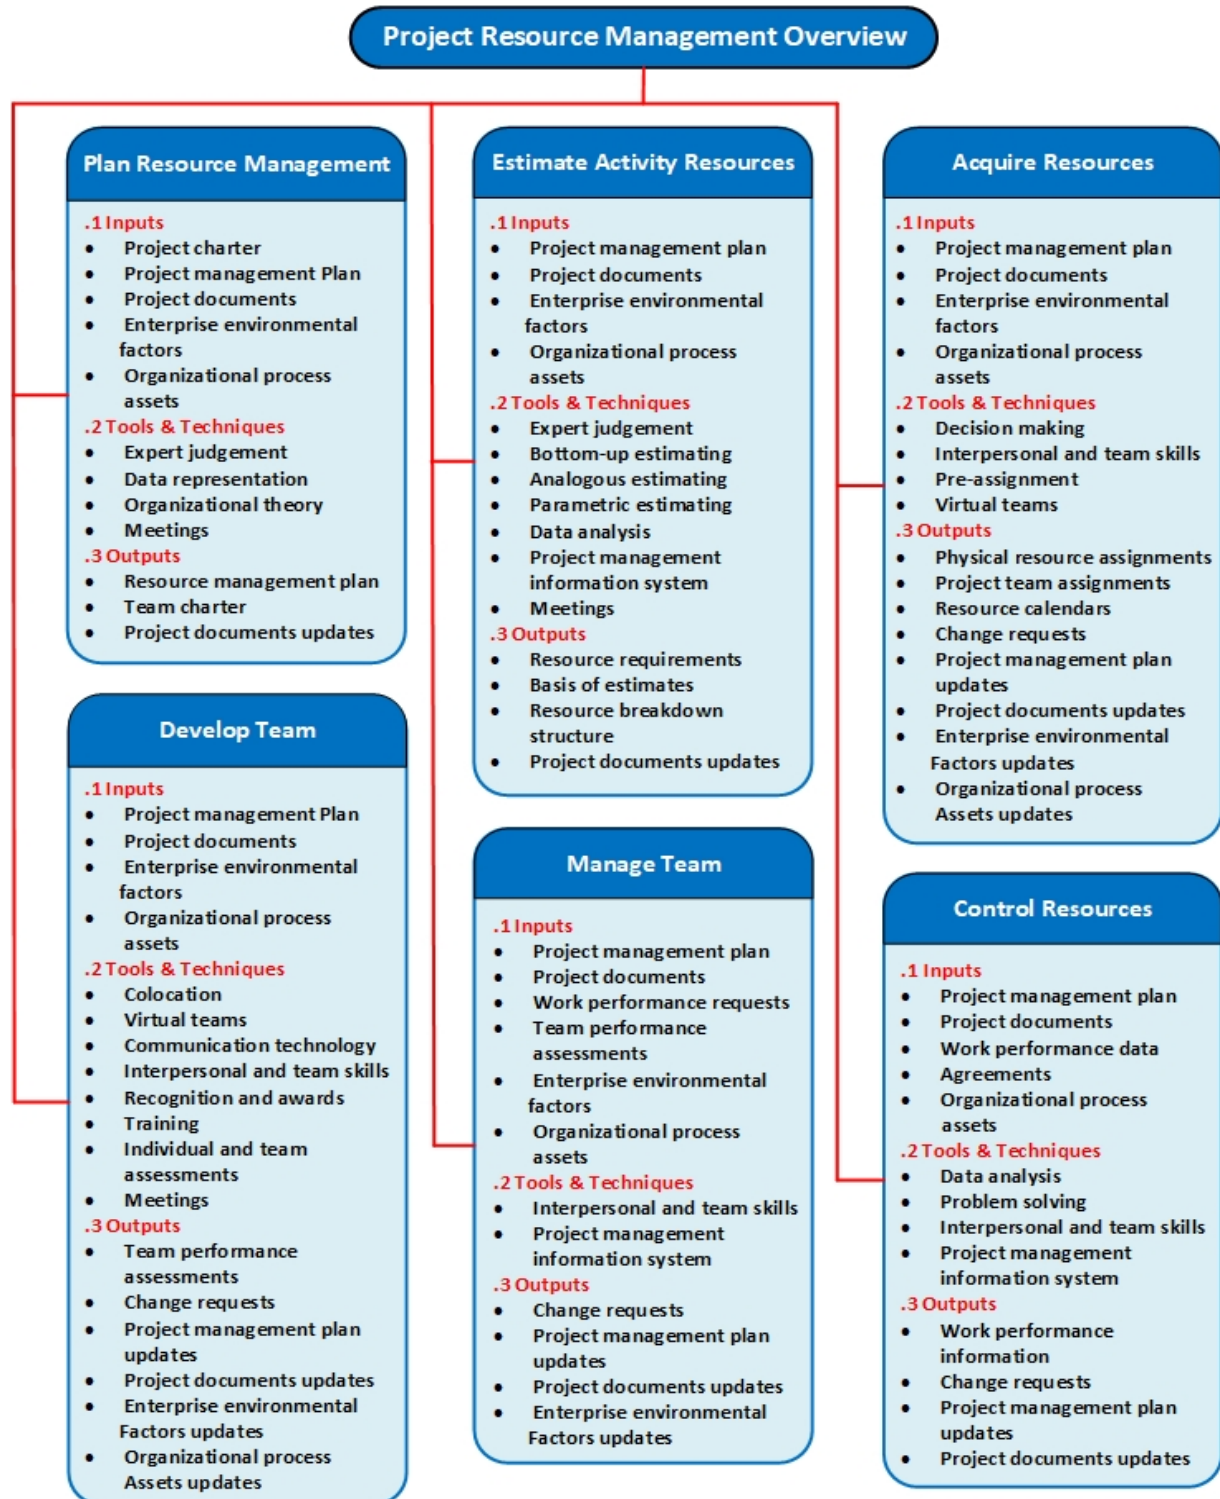 Project Resource Management Overview
Plan Resource Management
.1 Inputs
• Project charter
• Project management Plan
• Project documents
• Enterprise environmental
factors
• Organizational process
assets
.2 Tools & Techniques
• Expert judgement
• Data representation
• Organizational theory
• Meetings
.3 Outputs
• Resource management plan
• Team charter
• Project documents updates
Estimate Activity Resources
.1 Inputs
• Project management plan
• Project documents
• Enterprise environmental
factors
• Organizational process
assets
.2 Tools & Techniques
• Expert judgement
• Bottom-up estimating
• Analogous estimating
• Parametric estimating
• Data analysis
• Project management
information system
• Meetings
.3 Outputs
• Resource requirements
• Basis of estimates
• Resource breakdown
structure
• Project documents updates
Acquire Resources
.1 Inputs
• Project management plan
• Project documents
• Enterprise environmental
factors
• Organizational process
assets
.2 Tools & Techniques
• Decision making
• Interpersonal and team skills
• Pre-assignment
• Virtual teams
.3 Outputs
• Physical resource assignments
• Project team assignments
• Resource calendars
• Change requests
• Project management plan
updates
• Project documents updates
• Enterprise environmental
Factors updates
• Organizational process
Assets updates
Develop Team
.1 Inputs
• Project management Plan
• Project documents
• Enterprise environmental
factors
• Organizational process
assets
.2 Tools & Techniques
• Colocation
• Virtual teams
• Communication technology
• Interpersonal and team skills
• Recognition and awards
• Training
• Individual and team
assessments
• Meetings
.3 Outputs
• Team performance
assessments
• Change requests
• Project management plan
updates
• Project documents updates
• Enterprise environmental
Factors updates
• Organizational process
Assets updates
Manage Team
.1 Inputs
• Project management plan
• Project documents
• Work performance requests
• Team performance
assessments
• Enterprise environmental
factors
• Organizational process
assets
.2 Tools & Techniques
• Interpersonal and team skills
• Project management
information system
.3 Outputs
• Change requests
• Project management plan
updates
• Project documents updates
• Enterprise environmental
Factors updates
Control Resources
.1 Inputs
• Project management plan
• Project documents
• Work performance data
• Agreements
• Organizational process
assets
.2 Tools & Techniques
• Data analysis
• Problem solving
• Interpersonal and team skills
• Project management
information system
.3 Outputs
• Work performance
information
• Change requests
• Project management plan
updates
• Project documents updates